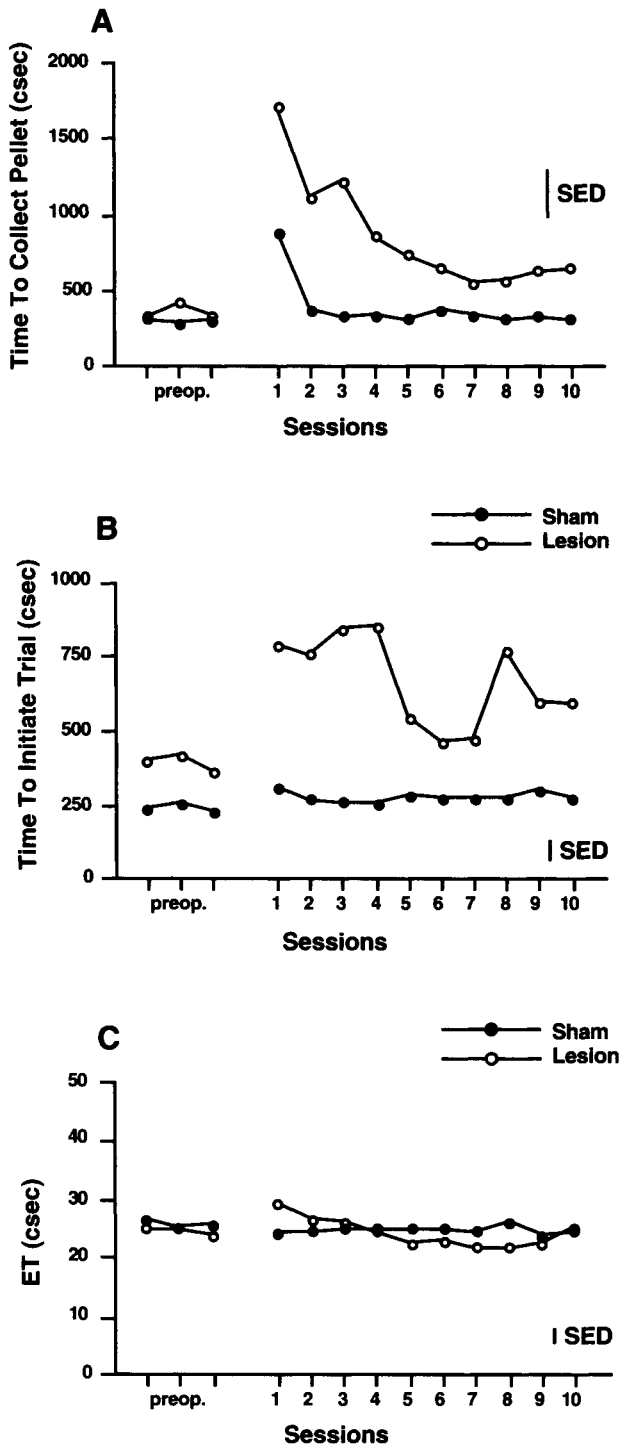 A
Time To Collect Pellet (csec)
2000
1500
1000
500
0
SED
preop.
1 2 3 4 5 6 7 8 9 10
Sessions
B
Sham
Lesion
Time To Initiate Trial (csec)
1000
750
500
250
0
SED
preop.
1 2 3 4 5 6 7 8 9 10
Sessions
C
Sham
Lesion
ET (csec)
50
40
30
20
10
0
SED
preop.
1 2 3 4 5 6 7 8 9 10
Sessions